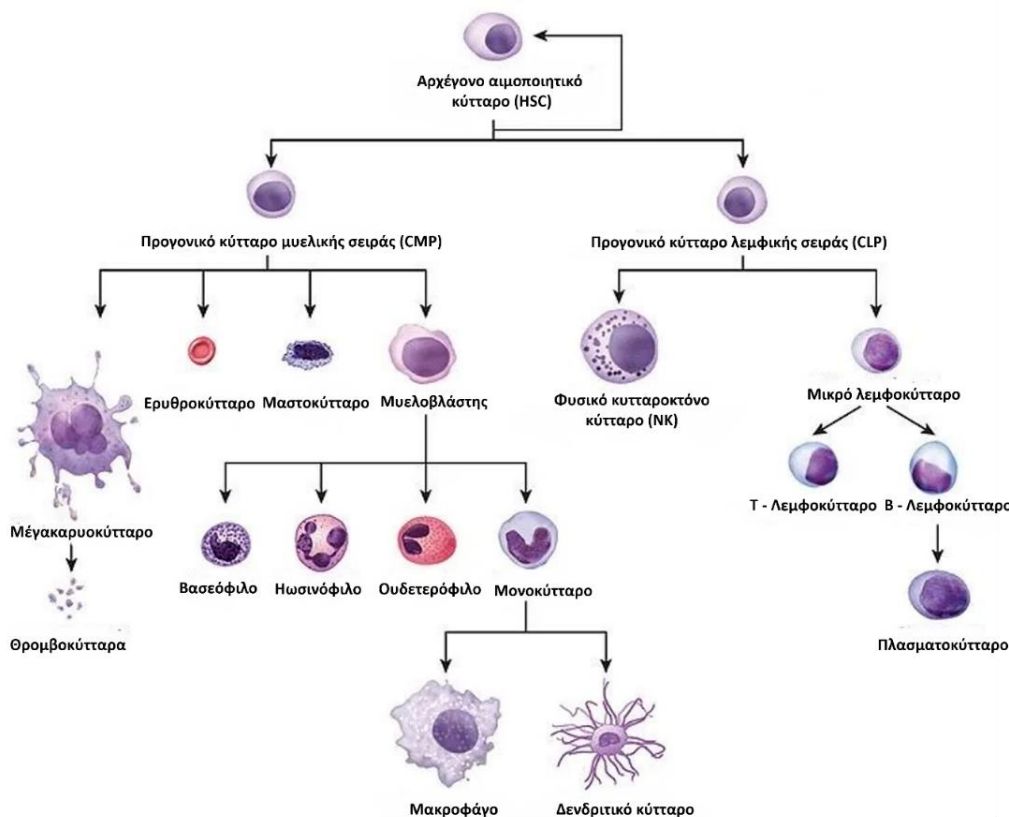 Αρχέγονο αιμοποιητικό
κύτταρο (HSC)
Προγονικό κύτταρο μυελικής σειράς (CMP)
Προγονικό κύτταρο λεμφικής σειράς (CLP)
Ερυθροκύτταρο
Μαστοκύτταρο
Μυελοβλάστης
Φυσικό κυτταροκτόνο
κύτταρο (NK)
Μικρό λεμφοκύτταρο
Μέγακαρυοκύτταρο
Τ - Λεμφοκύτταρο
Β - Λεμφοκύτταρο
Βασεόφιλο
Ηωσινόφιλο
Ουδετερόφιλο
Μονοκύτταρο
Θρομβοκύτταρα
Πλασματοκύτταρο
Μακροφάγο
Δενδριτικό κύτταρο